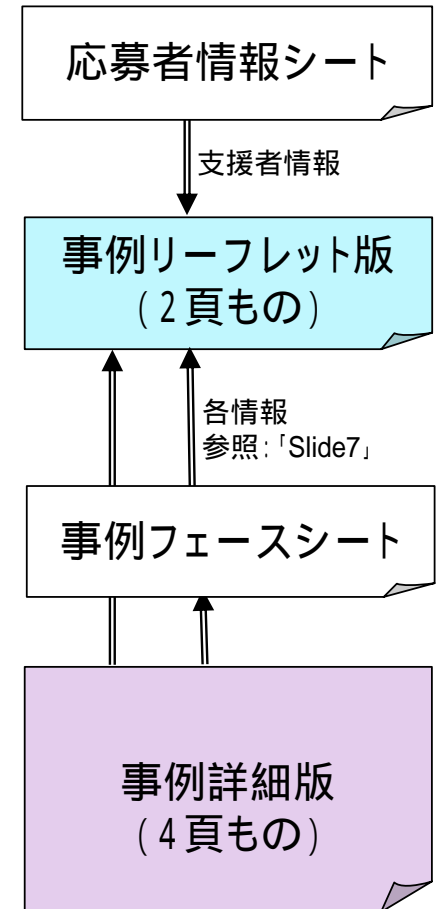 応募者情報シート
支援者情報
事例リーフレット版
(2頁もの)
各情報
参照:「Slide7」
事例フェースシート
事例詳細版
(4頁もの)